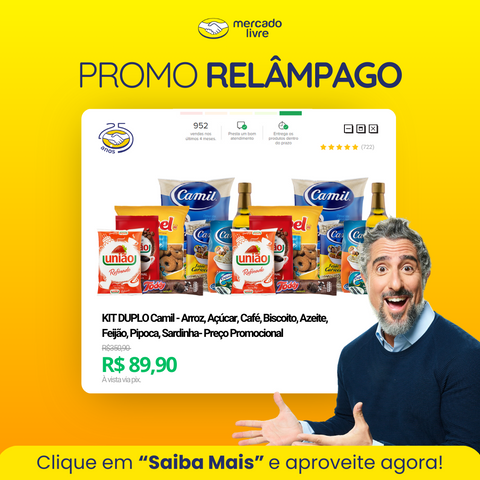 mercado
livre
PROMO RELÂMPAGO
25
anos
952
vendas nos
últimos 4 meses
Presta um bom
atendimento
Entrega os
produtos dentro
do prazo
(722)
Camil
Camil
união
Refinado
união
Refinado
KIT DUPLO Camil - Arroz, Açúcar, Café, Biscoito, Azeite,
Feijão, Pipoca, Sardinha- Preço Promocional
R$ 89,90
À vista via pix.
Clique em “Saiba Mais” e aproveite agora!